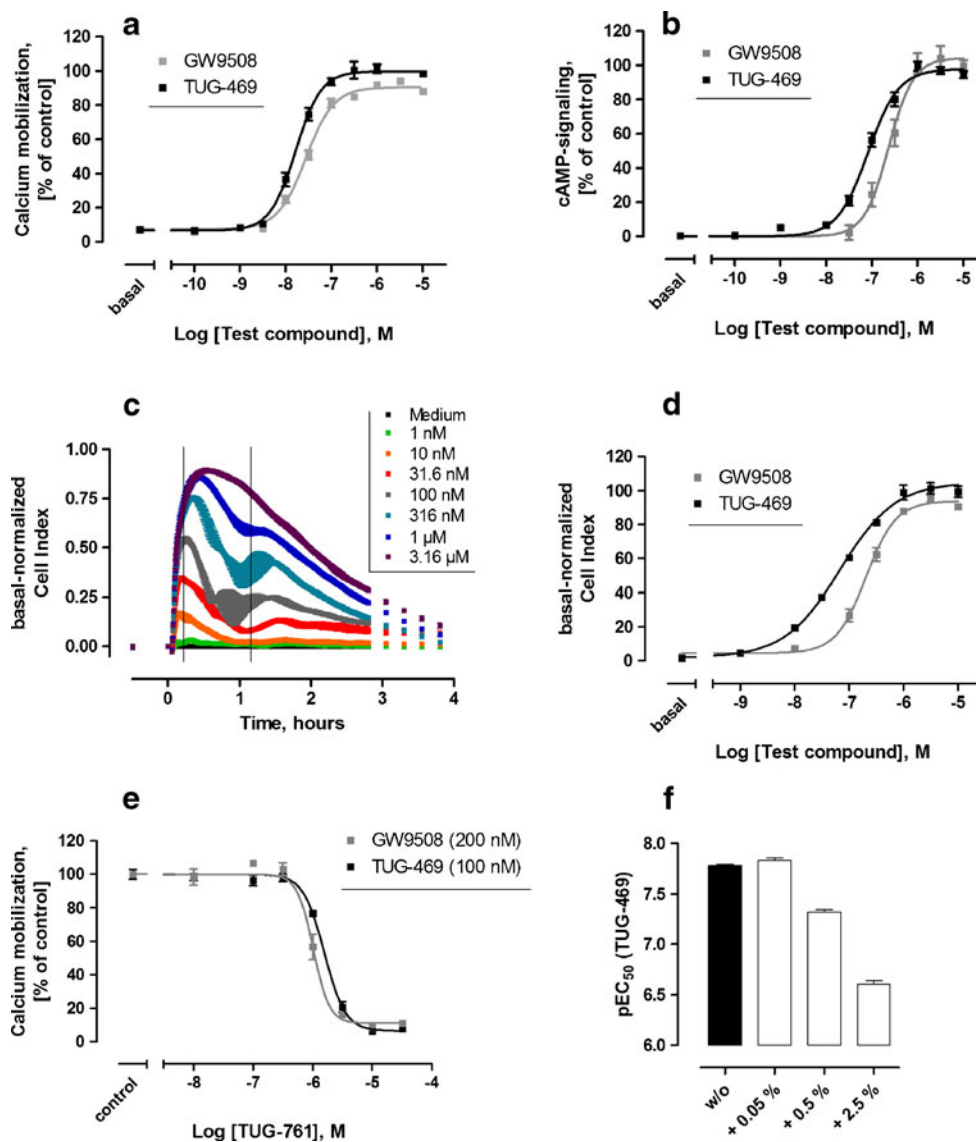 a
Calcium mobilization,
[% of control]
120
100
80
60
40
20
0
GW9508
TUG-469
basal
-10
-9
-8
-7
-6
-5
Log [Test compound], M
b
cAMP-signaling,
[% of control]
120
100
80
60
40
20
0
GW9508
TUG-469
basal
-10
-9
-8
-7
-6
-5
Log [Test compound], M
c
basal-normalized
Cell Index
1.00
0.75
0.50
0.25
0.00
Medium
1 nM
10 nM
31.6 nM
100 nM
316 nM
1 µM
3.16 µM
0
1
2
3
4
Time, hours
d
basal-normalized
Cell Index
120
100
80
60
40
20
0
GW9508
TUG-469
basal
-9
-8
-7
-6
-5
Log [Test compound], M
e
Calcium mobilization,
[% of control]
120
100
80
60
40
20
0
GW9508 (200 nM)
TUG-469 (100 nM)
control
-8
-7
-6
-5
-4
Log [TUG-761], M
f
pEC50 (TUG-469)
8.0
7.5
7.0
6.5
6.0
w/o
+ 0.05 %
+ 0.5 %
+ 2.5 %